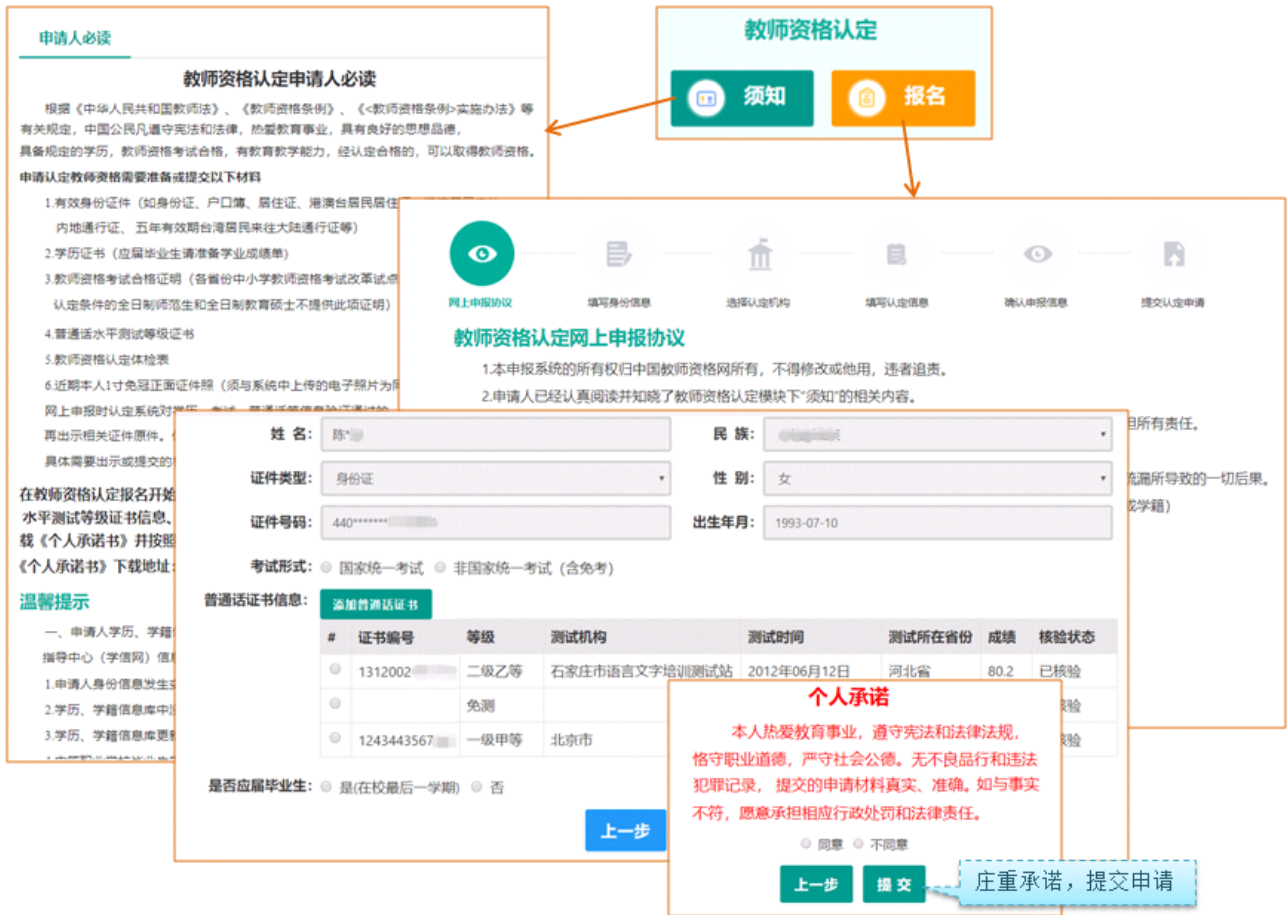 教师资格认定
须知
报名
申请人必读
教师资格认定申请人必读
根据《中华人民共和国教师法》、《教师资格条例》、《<教师资格条例>实施办法》等
有关规定，中国公民凡遵守宪法和法律，热爱教育事业，具有良好的思想品德，
具备规定的学历，教师资格考试合格，有教育教学能力，经认定合格的，可以取得教师资格。
申请认定教师资格需要准备或提交以下材料
1.有效身份证件（如身份证、户口簿、居住证、港澳台居民居住
内地通行证、 五年有效期台湾居民来往大陆通行证等）
2.学历证书（应届毕业生请准备学业成绩单）
3.教师资格考试合格证明（各省份中小学教师资格考试改革试点
认定条件的全日制师范生和全日制教育硕士不提供此项证明）
4.普通话水平测试等级证书
5.教师资格认定体检表
6.近期本人1寸免冠正面证件照（须与系统中上传的电子照片为同
网上申报时认定系统对学历、考试、普通话等信息验证通过的
再出示相关证件原件。
具体需要出示或提交的
在教师资格认定报名开始
水平测试等级证书信息、
载《个人承诺书》并按照
《个人承诺书》下载地址：
温馨提示
一、申请人学历、学籍
指导中心（学信网）信息
1.申请人身份信息发生变
2.学历、学籍信息库中没
3.学历、学籍信息库更新
网上申报协议
填写身份信息
选择认定机构
填写认定信息
确认申报信息
提交认定申请
教师资格认定网上申报协议
1.本申报系统的所有权归中国教师资格网所有，不得修改或他用，违者追责。
2.申请人已经认真阅读并知晓了教师资格认定模块下“须知”的相关内容。
担所有责任。
疏漏所导致的一切后果。
或学籍）
姓 名： 陈* 民 族：
证件类型： 身份证 性 别： 女
证件号码： 440******* 出生年月： 1993-07-10
考试形式： 国家统一考试 非国家统一考试（含免考）
普通话证书信息： 添加普通话证书
# 证书编号 等级 测试机构 测试时间 测试所在省份 成绩 核验状态
1312002 二级乙等 石家庄市语言文字培训测试站 2012年06月12日 河北省 80.2 已核验
免测 核验
1243443567 一级甲等 北京市 核验
是否应届毕业生： 是(在校最后一学期) 否
上一步
个人承诺
本人热爱教育事业，遵守宪法和法律法规，
恪守职业道德，严守社会公德。无不良品行和违法
犯罪记录， 提交的申请材料真实、准确。如与事实
不符，愿意承担相应行政处罚和法律责任。
同意 不同意
上一步 提 交
庄重承诺，提交申请